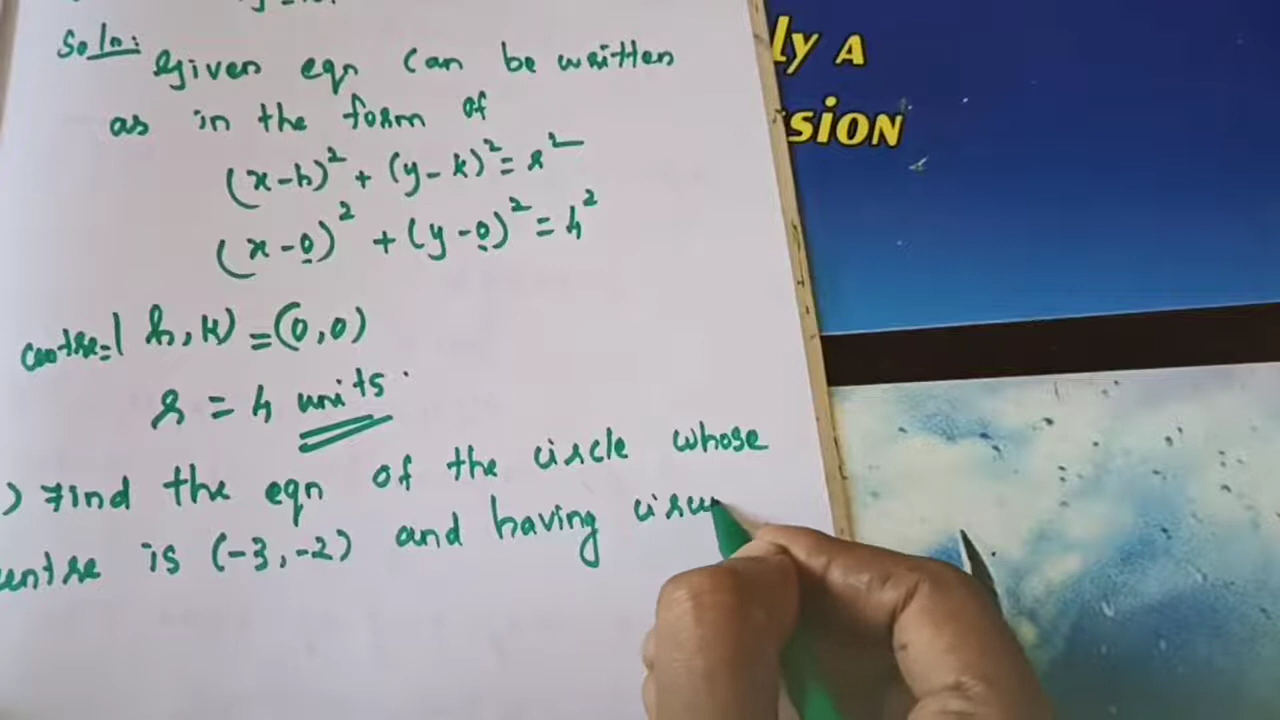 Soln:
Given eqn can be written
as in the form of
(x-h)² + (y-k)² = r²
(x-0)² + (y-0)² = 4²
centre = (h, k) = (0,0)
r = 4 units.
) Find the eqn of the circle whose
centre is (-3,-2) and having circu
ly A
sion